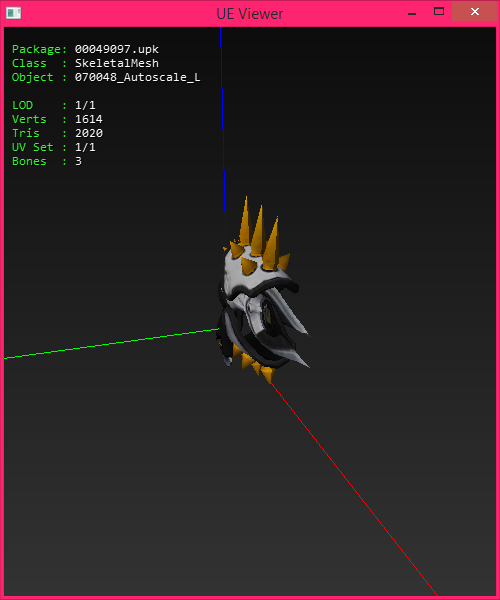 UE Viewer
Package: 00049097.upk
Class  : SkeletalMesh
Object : 070048_Autoscale_L
LOD    : 1/1
Verts  : 1614
Tris   : 2020
UV Set : 1/1
Bones  : 3